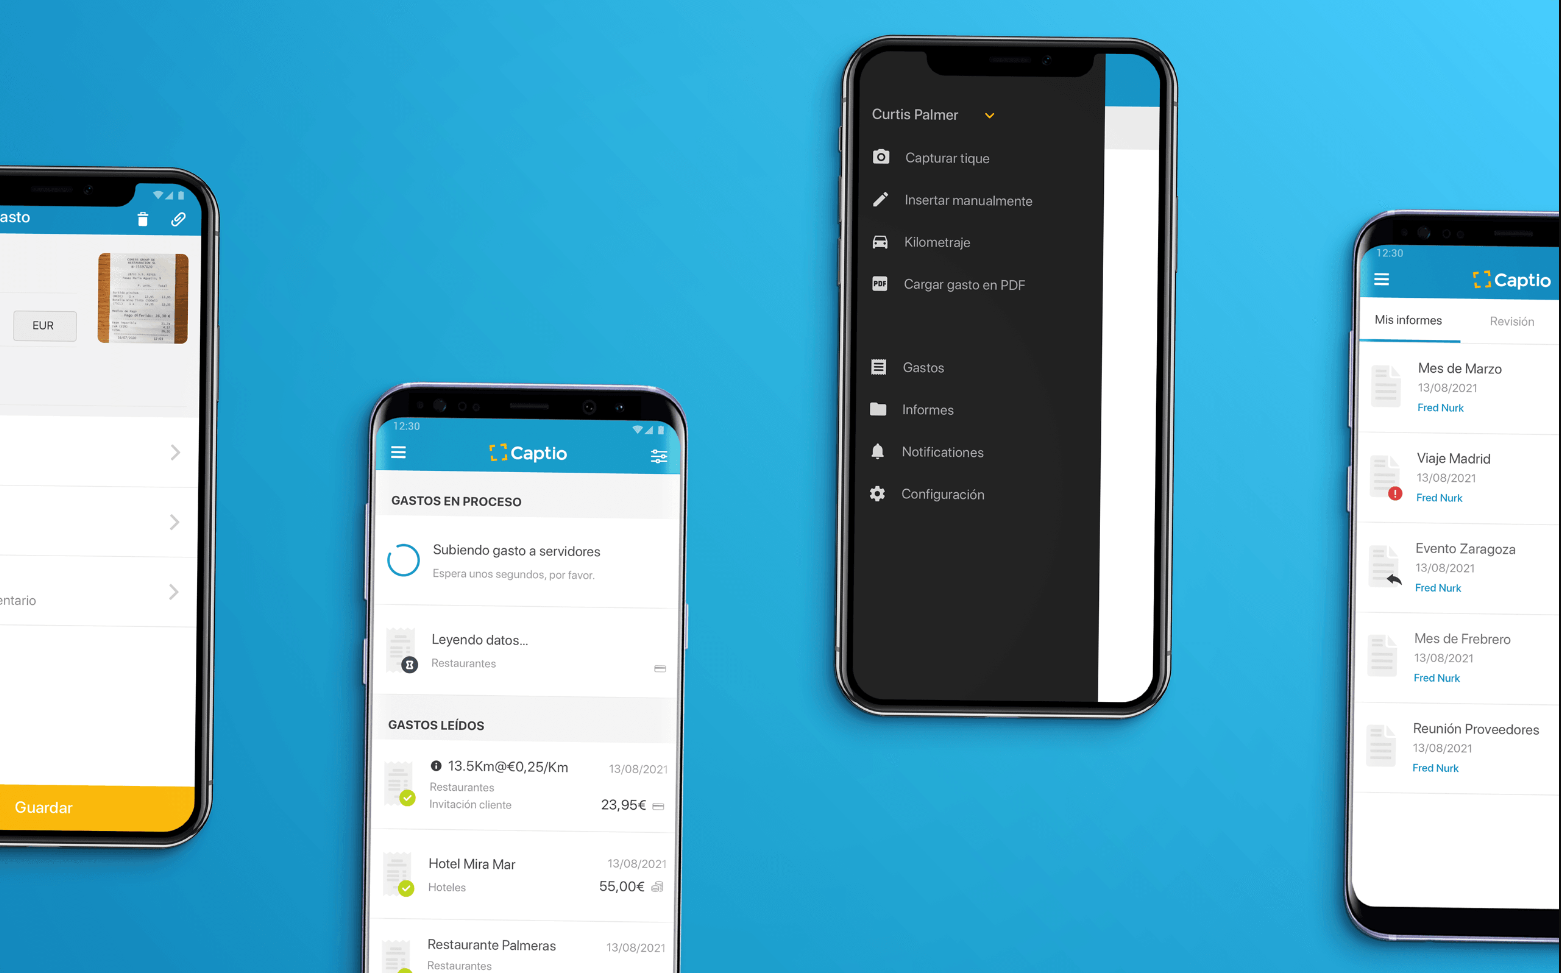 asto
EUR
entario
Guardar
12:30
Captio
GASTOS EN PROCESO
Subiendo gasto a servidores
Espera unos segundos, por favor.
Leyendo datos...
Restaurantes
GASTOS LEÍDOS
13.5Km@€0,25/Km
13/08/2021
Restaurantes
Invitación cliente
23,95€
Hotel Mira Mar
13/08/2021
Hoteles
55,00€
Restaurante Palmeras
13/08/2021
Restaurantes
Curtis Palmer
Capturar tique
Insertar manualmente
Kilometraje
PDF
Cargar gasto en PDF
Gastos
Informes
Notificationes
Configuración
12:30
Captio
Mis informes
Revisión
Mes de Marzo
13/08/2021
Fred Nurk
Viaje Madrid
13/08/2021
Fred Nurk
Evento Zaragoza
13/08/2021
Fred Nurk
Mes de Frebrero
13/08/2021
Fred Nurk
Reunión Proveedores
13/08/2021
Fred Nurk